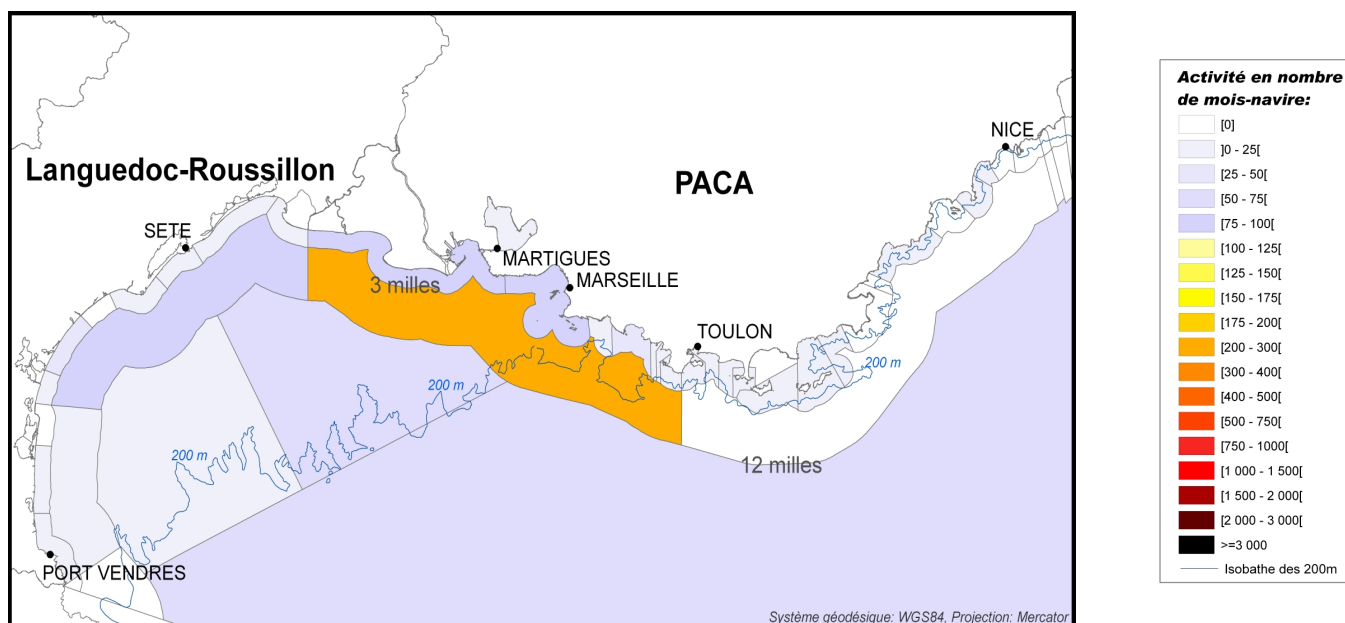 NICE
Languedoc-Roussillon
PACA
SETE
MARTIGUES
3 milles
MARSEILLE
TOULON
200 m
200 m
200 m
12 milles
PORT VENDRES
Système géodésique: WGS84, Projection: Mercator
Activité en nombre
de mois-navire:
[0]
]0 - 25[
[25 - 50[
[50 - 75[
[75 - 100[
[100 - 125[
[125 - 150[
[150 - 175[
[175 - 200[
[200 - 300[
[300 - 400[
[400 - 500[
[500 - 750[
[750 - 1000[
[1 000 - 1 500[
[1 500 - 2 000[
[2 000 - 3 000[
>=3 000
Isobathe des 200m